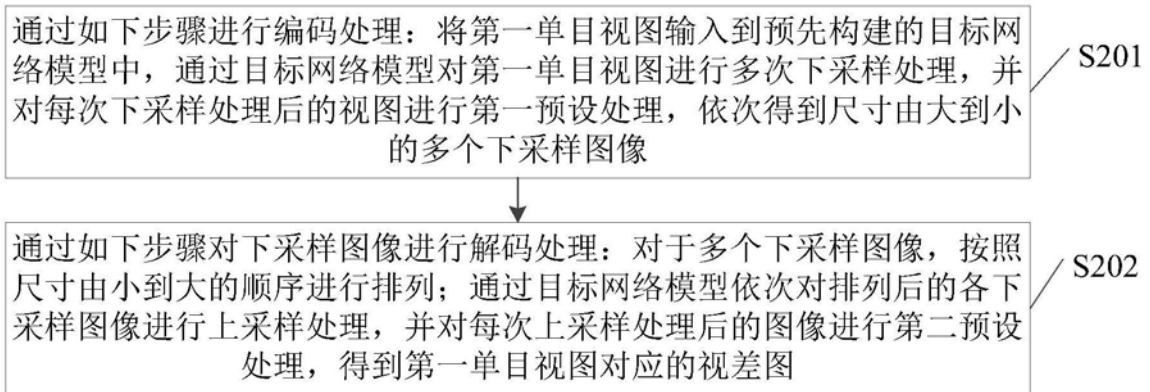 通过如下步骤进行编码处理：将第一单目视图输入到预先构建的目标网
络模型中，通过目标网络模型对第一单目视图进行多次下采样处理，并
对每次下采样处理后的视图进行第一预设处理，依次得到尺寸由大到小
的多个下采样图像
S201
通过如下步骤对下采样图像进行解码处理：对于多个下采样图像，按照
尺寸由小到大的顺序进行排列；通过目标网络模型依次对排列后的各下
采样图像进行上采样处理，并对每次上采样处理后的图像进行第二预设
处理，得到第一单目视图对应的视差图
S202